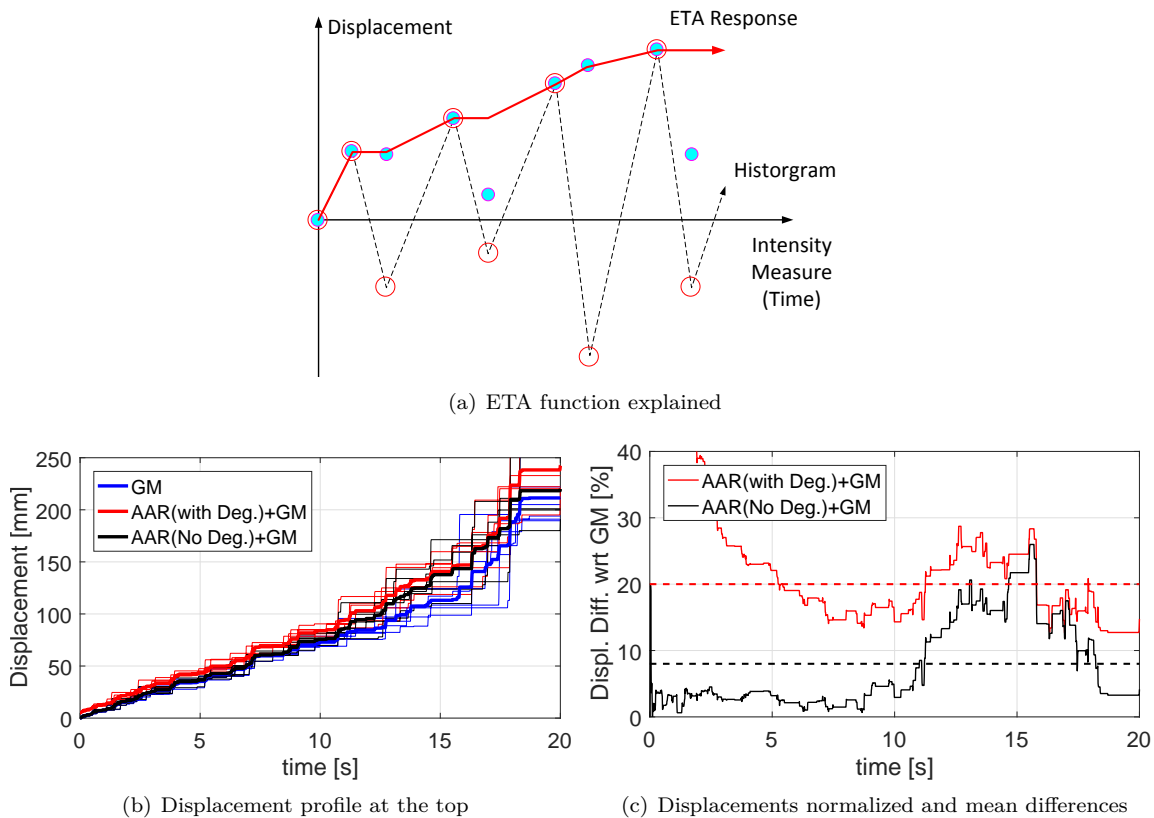 Displacement
ETA Response
Historgram
Intensity
Measure
(Time)
(a) ETA function explained
250
200
150
100
50
0
Displacement [mm]
GM
AAR(with Deg.)+GM
AAR(No Deg.)+GM
0
5
10
15
20
time [s]
(b) Displacement profile at the top
40
30
20
10
0
Displ. Diff. wrt GM [%]
AAR(with Deg.)+GM
AAR(No Deg.)+GM
0
5
10
15
20
time [s]
(c) Displacements normalized and mean differences